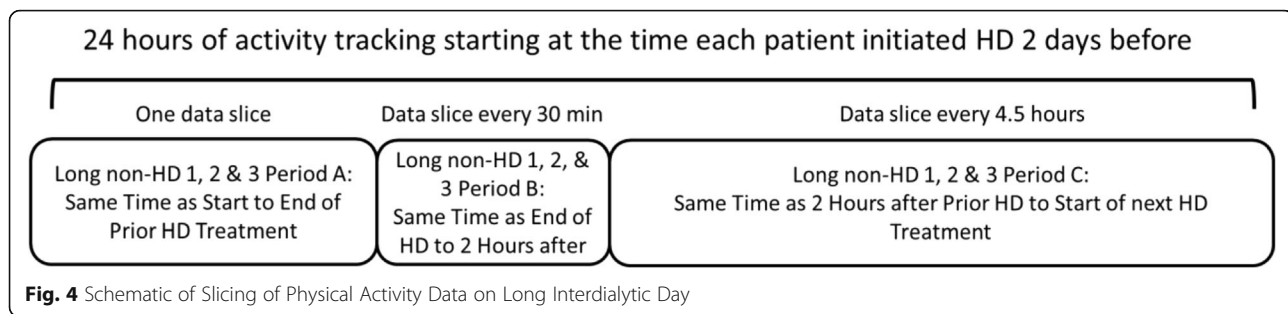 24 hours of activity tracking starting at the time each patient initiated HD 2 days before
One data slice
Data slice every 30 min
Data slice every 4.5 hours
Long non-HD 1, 2 & 3 Period A:
Same Time as Start to End of
Prior HD Treatment
Long non-HD 1, 2, &
3 Period B:
Same Time as End of
HD to 2 Hours after
Long non-HD 1, 2 & 3 Period C:
Same Time as 2 Hours after Prior HD to Start of next HD
Treatment
Fig. 4 Schematic of Slicing of Physical Activity Data on Long Interdialytic Day